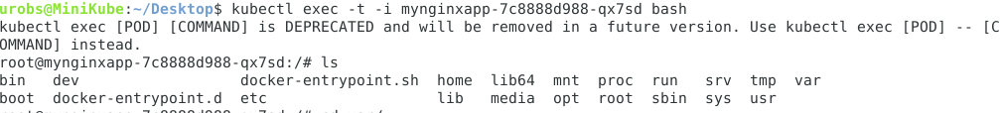 urobs@MiniKube:~/Desktop$ kubectl exec -t -i mynginxapp-7c8888d988-qx7sd bash
kubectl exec [POD] [COMMAND] is DEPRECATED and will be removed in a future version. Use kubectl exec [POD] -- [C
OMMAND] instead.
root@mynginxapp-7c8888d988-qx7sd:/# ls
bin   dev                  docker-entrypoint.sh  home  lib64  mnt  proc  run   srv  tmp  var
boot  docker-entrypoint.d  etc                   lib   media  opt  root  sbin  sys  usr